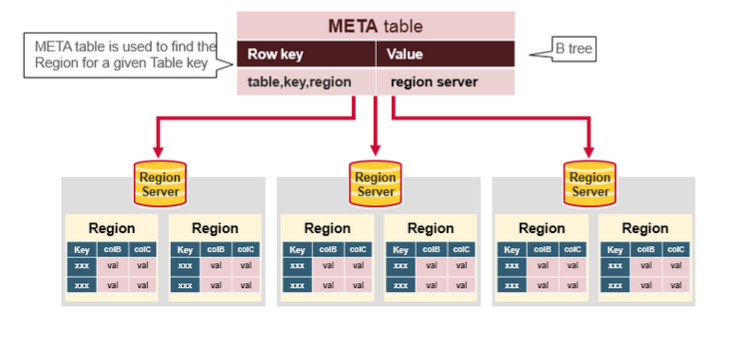 META table
META table is used to find the
Region for a given Table key
Row key Value
B tree
table,key,region region server
Region
Server
Region
Server
Region
Server
Region Region Region Region Region Region
Key colB colC Key colB colC Key colB colC Key colB colC Key colB colC Key colB colC
xxx val val xxx val val xxx val val xxx val val xxx val val xxx val val
xxx val val xxx val val xxx val val xxx val val xxx val val xxx val val